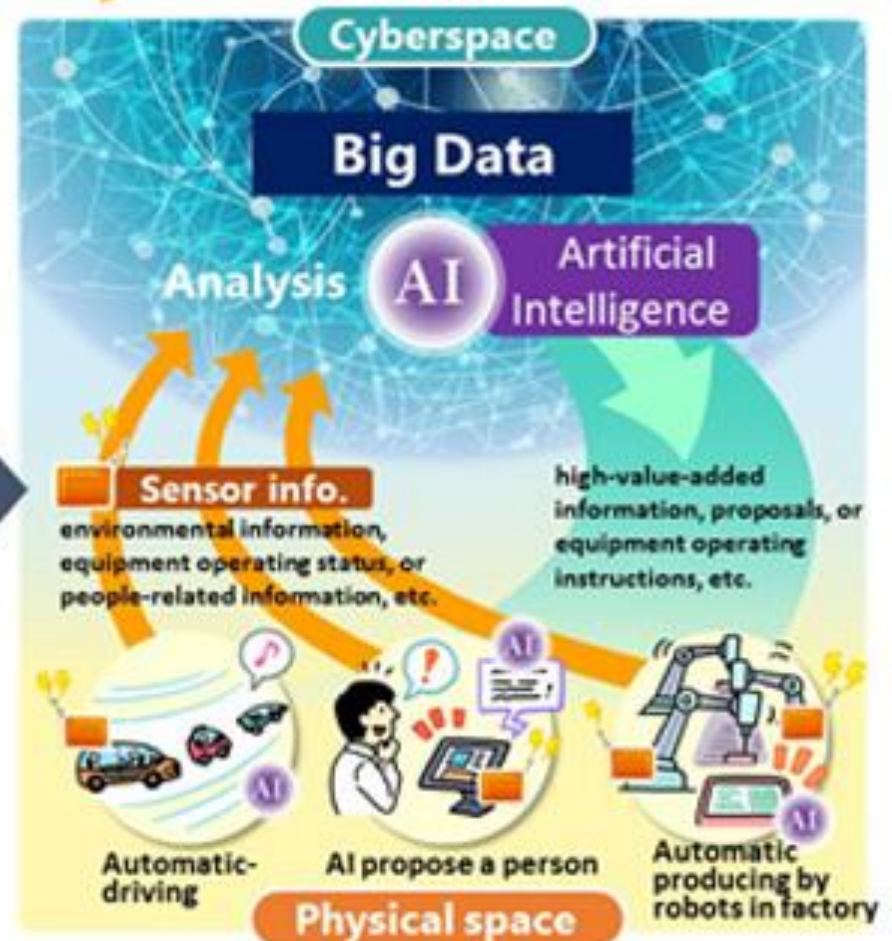 Cyberspace
Big Data
Analysis
AI
Artificial
Intelligence
Sensor info.
environmental information,
equipment operating status, or
people-related information, etc.
high-value-added
information, proposals, or
equipment operating
instructions, etc.
AI
!
AI
AI
Automatic-
driving
AI propose a person
Automatic
producing by
robots in factory
Physical space